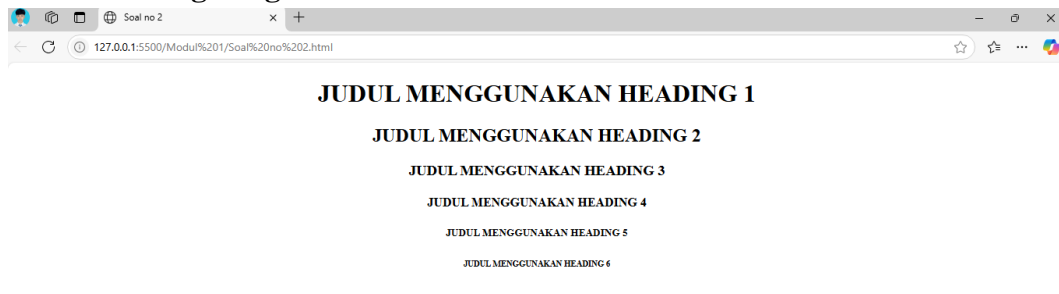 Soal no 2
127.0.0.1:5500/Modul%201/Soal%20no%202.html
JUDUL MENGGUNAKAN HEADING 1
JUDUL MENGGUNAKAN HEADING 2
JUDUL MENGGUNAKAN HEADING 3
JUDUL MENGGUNAKAN HEADING 4
JUDUL MENGGUNAKAN HEADING 5
JUDUL MENGGUNAKAN HEADING 6